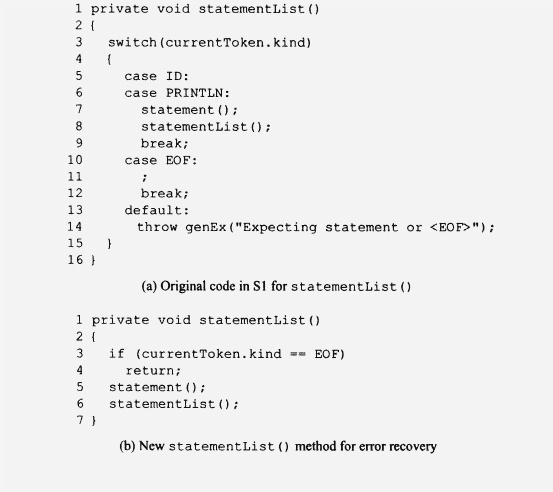 1 private void statementList()
2 {
3   switch(currentToken.kind)
4   {
5     case ID:
6     case PRINTLN:
7       statement();
8       statementList();
9       break;
10     case EOF:
11       ;
12       break;
13     default:
14       throw genEx("Expecting statement or <EOF>");
15   }
16 }
(a) Original code in S1 for statementList()
1 private void statementList()
2 {
3   if (currentToken.kind == EOF)
4     return;
5   statement();
6   statementList();
7 }
(b) New statementList() method for error recovery